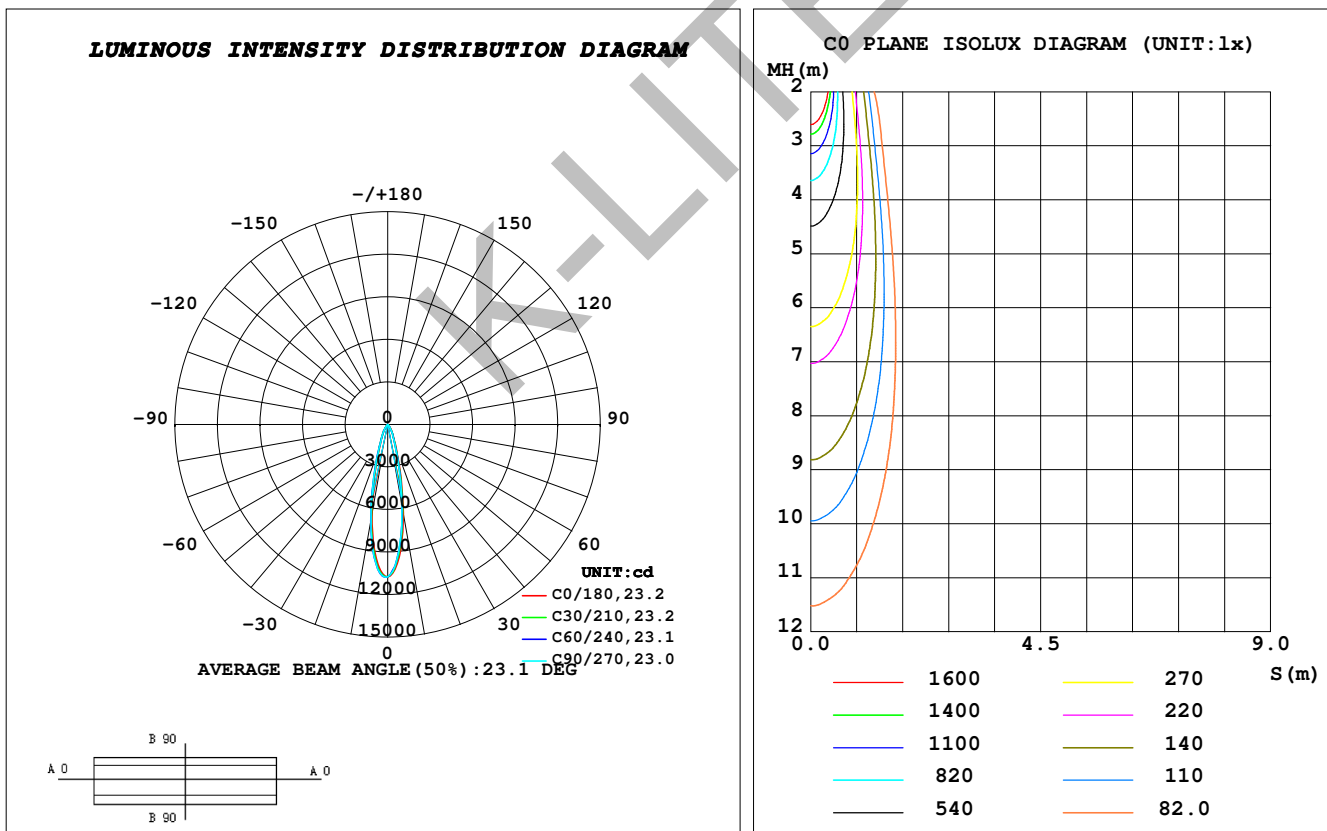 LUMINOUS INTENSITY DISTRIBUTION DIAGRAM
-/+180
-150
150
-120
120
-90
90
-60
60
-30
30
0
3000
6000
9000
12000
15000
0
UNIT:cd
C0/180,23.2
C30/210,23.2
C60/240,23.1
C90/270,23.0
AVERAGE BEAM ANGLE(50%):23.1 DEG
B 90
A 0
A 0
B 90
K-LITE
C0 PLANE ISOLUX DIAGRAM (UNIT:lx)
MH(m)
2
3
4
5
6
7
8
9
10
11
12
0.0
4.5
9.0
S(m)
1600
270
1400
220
1100
140
820
110
540
82.0